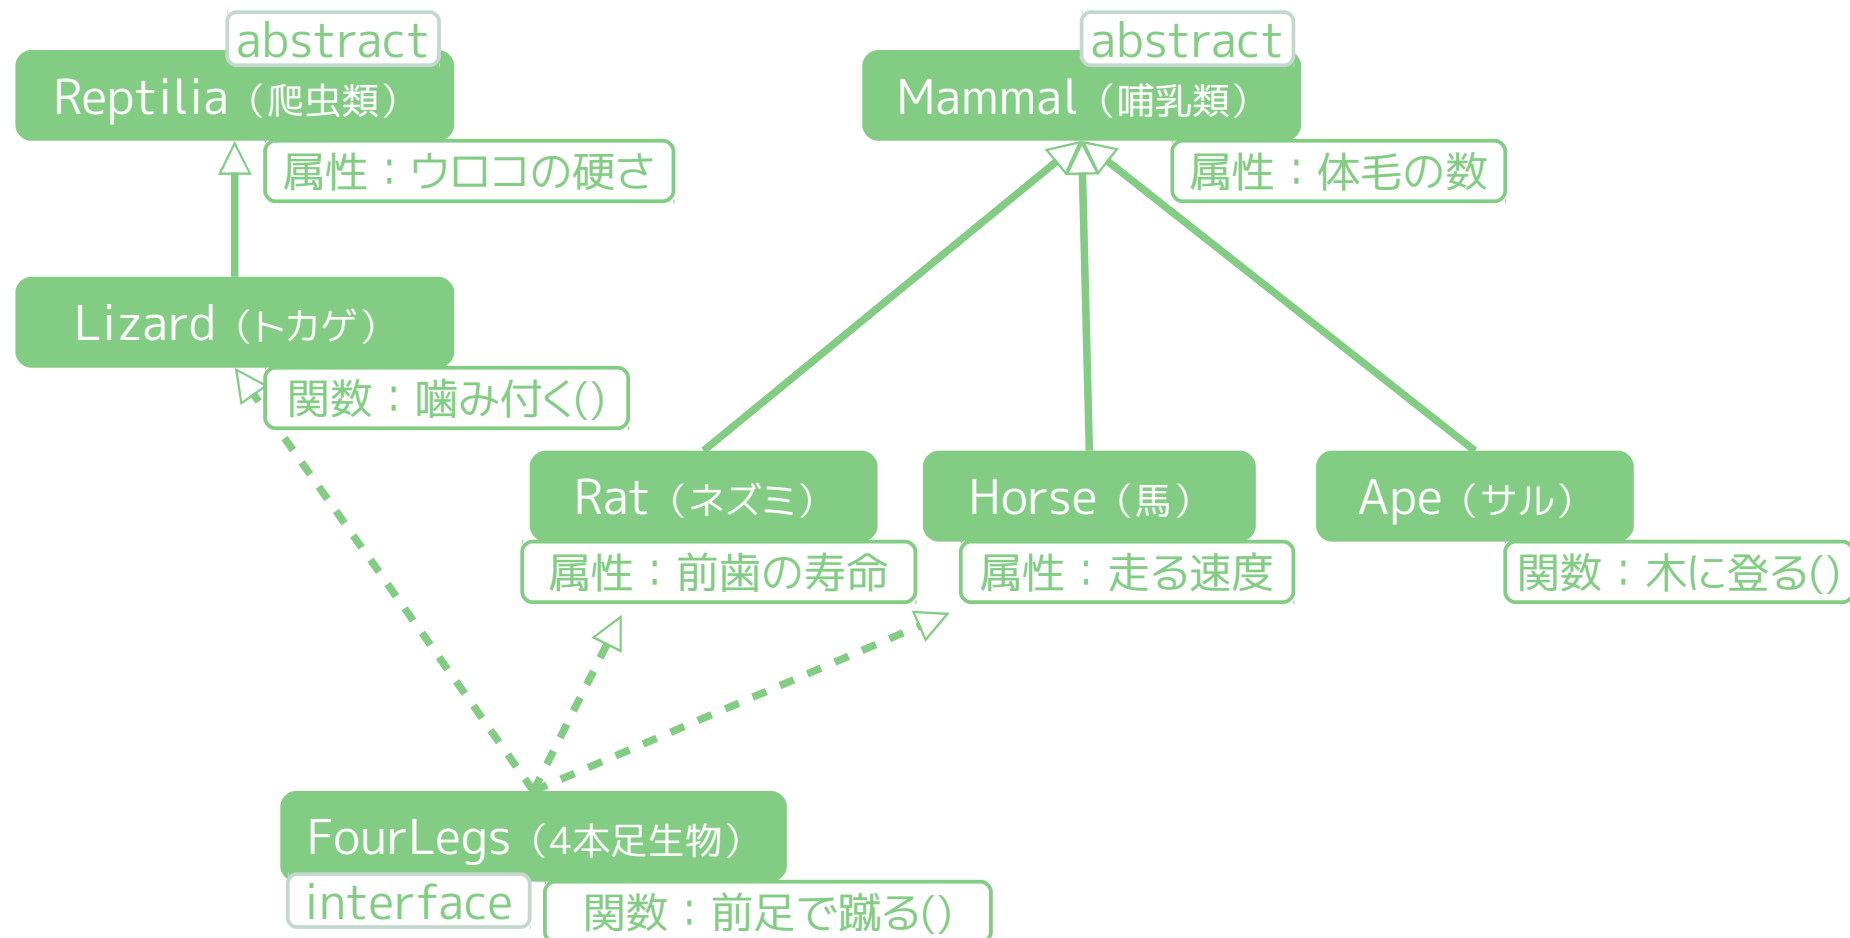 abstract
Reptilia（爬虫類）
属性：ウロコの硬さ
abstract
Mammal（哺乳類）
属性：体毛の数
Lizard（トカゲ）
関数：噛み付く()
Rat（ネズミ）
属性：前歯の寿命
Horse（馬）
属性：走る速度
Ape（サル）
関数：木に登る()
FourLegs（4本足生物）
interface
関数：前足で蹴る()